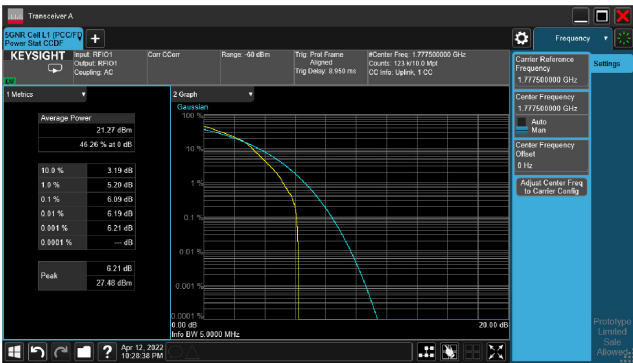 Transceiver A
5GNR Cell L1 (PCC/FD
Power Stat CCDF
KEYSIGHT
Input: RFIO1
Output: RFIO1
Coupling: AC
Corr CCorr
Range: -60 dBm
Trig: Prot Frame
Aligned
Trig Delay: 8.950 ms
#Center Freq: 1.777500000 GHz
Counts: 123 k/10.0 Mpt
CC Info: Uplink, 1 CC
1 Metrics
Average Power
21.27 dBm
46.26 % at 0 dB
10.0 % 3.19 dB
1.0 % 5.20 dB
0.1 % 6.09 dB
0.01 % 6.19 dB
0.001 % 6.21 dB
0.0001 % --- dB
Peak
6.21 dB
27.48 dBm
2 Graph
Gaussian
100 %
10 %
1 %
0.1 %
0.01 %
0.0001 %
0.00 dB
20.00 dB
Info BW 5.0000 MHz
Frequency
Carrier Reference
Frequency
1.777500000 GHz
Center Frequency
1.777500000 GHz
Auto
Man
Center Frequency
Offset
0 Hz
Adjust Center Freq
to Carrier Config
Settings
Prototype
Limited
Sale
Allowed
Apr 12, 2022
10:28:38 PM